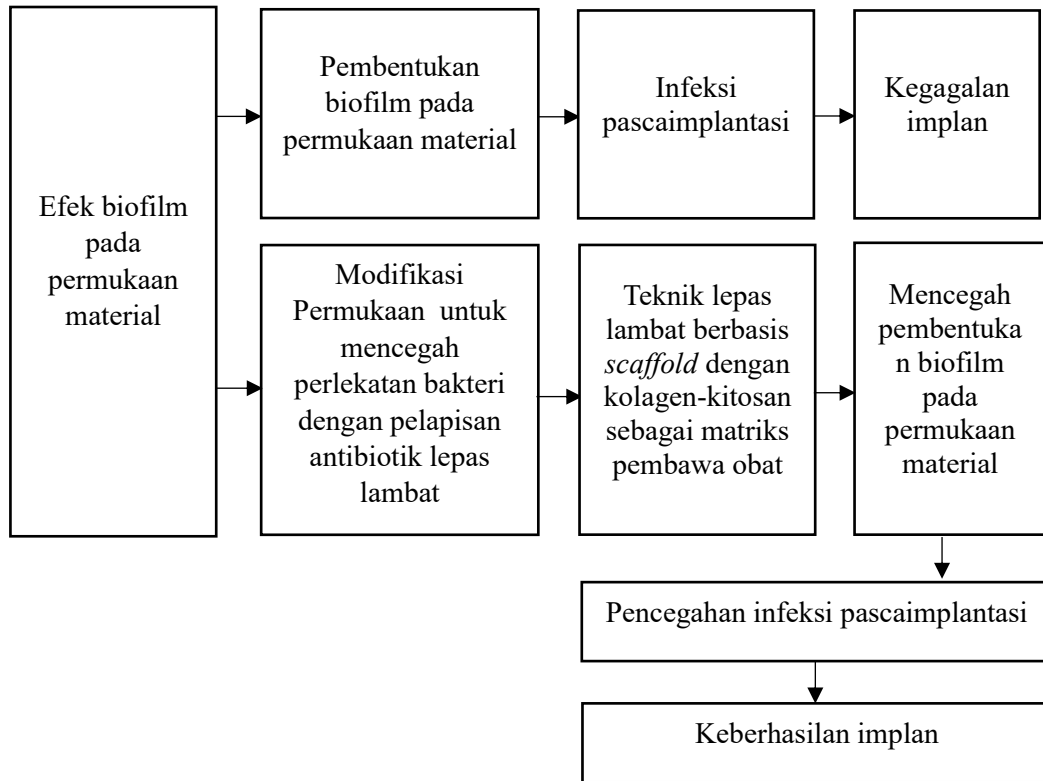 Efek biofilm
pada
permukaan
material
Pembentukan
biofilm pada
permukaan material
Infeksi
pascaimplantasi
Kegagalan
implan
Modifikasi
Permukaan untuk
mencegah
perlekatan bakteri
dengan pelapisan
antibiotik lepas
lambat
Teknik lepas
lambat berbasis
scaffold dengan
kolagen-kitosan
sebagai matriks
pembawa obat
Mencegah
pembentuka
n biofilm
pada
permukaan
material
Pencegahan infeksi pascaimplantasi
Keberhasilan implan